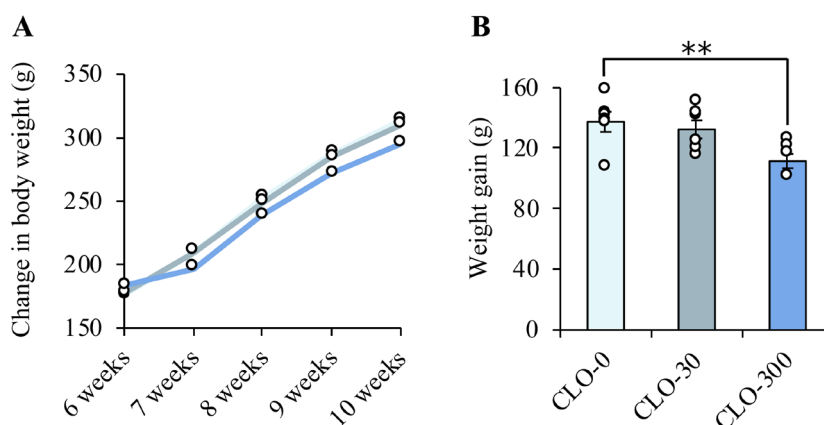 A
Change in body weight (g)
350
300
250
200
150
6 weeks
7 weeks
8 weeks
9 weeks
10 weeks
B
**
Weight gain (g)
160
120
80
40
0
CLO-0
CLO-30
CLO-300